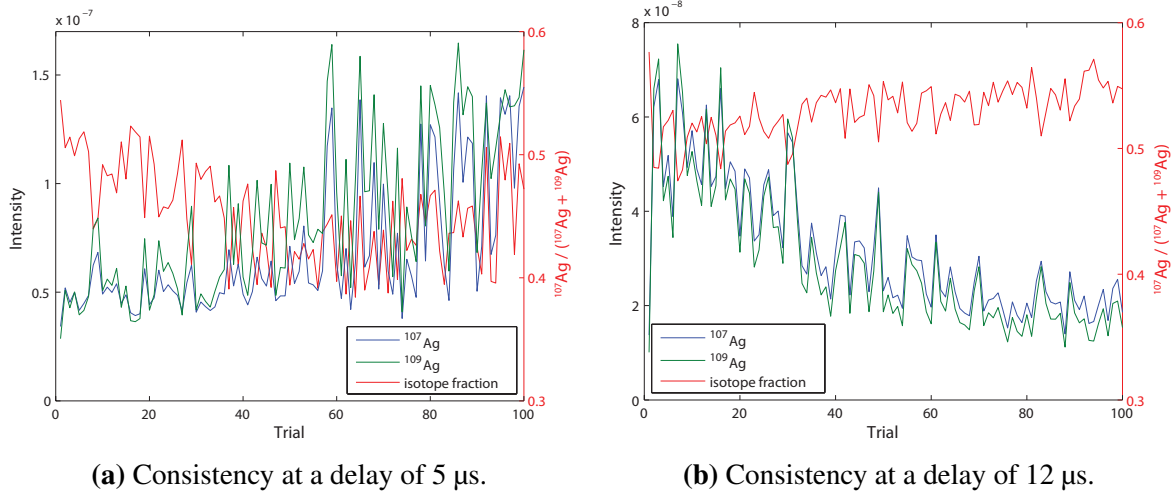 x 10⁻⁷
1.5
1
0.5
0
0.6
0.5
0.4
0.3
0
20
40
60
80
100
Intensity
Trial
¹⁰⁷Ag / (¹⁰⁷Ag + ¹⁰⁹Ag)
¹⁰⁷Ag
¹⁰⁹Ag
isotope fraction
(a) Consistency at a delay of 5 µs.
x 10⁻⁸
8
6
4
2
0
0.6
0.5
0.4
0.3
0
20
40
60
80
100
Intensity
Trial
¹⁰⁷Ag / (¹⁰⁷Ag + ¹⁶⁹Ag)
¹⁰⁷Ag
¹⁰⁹Ag
isotope fraction
(b) Consistency at a delay of 12 µs.